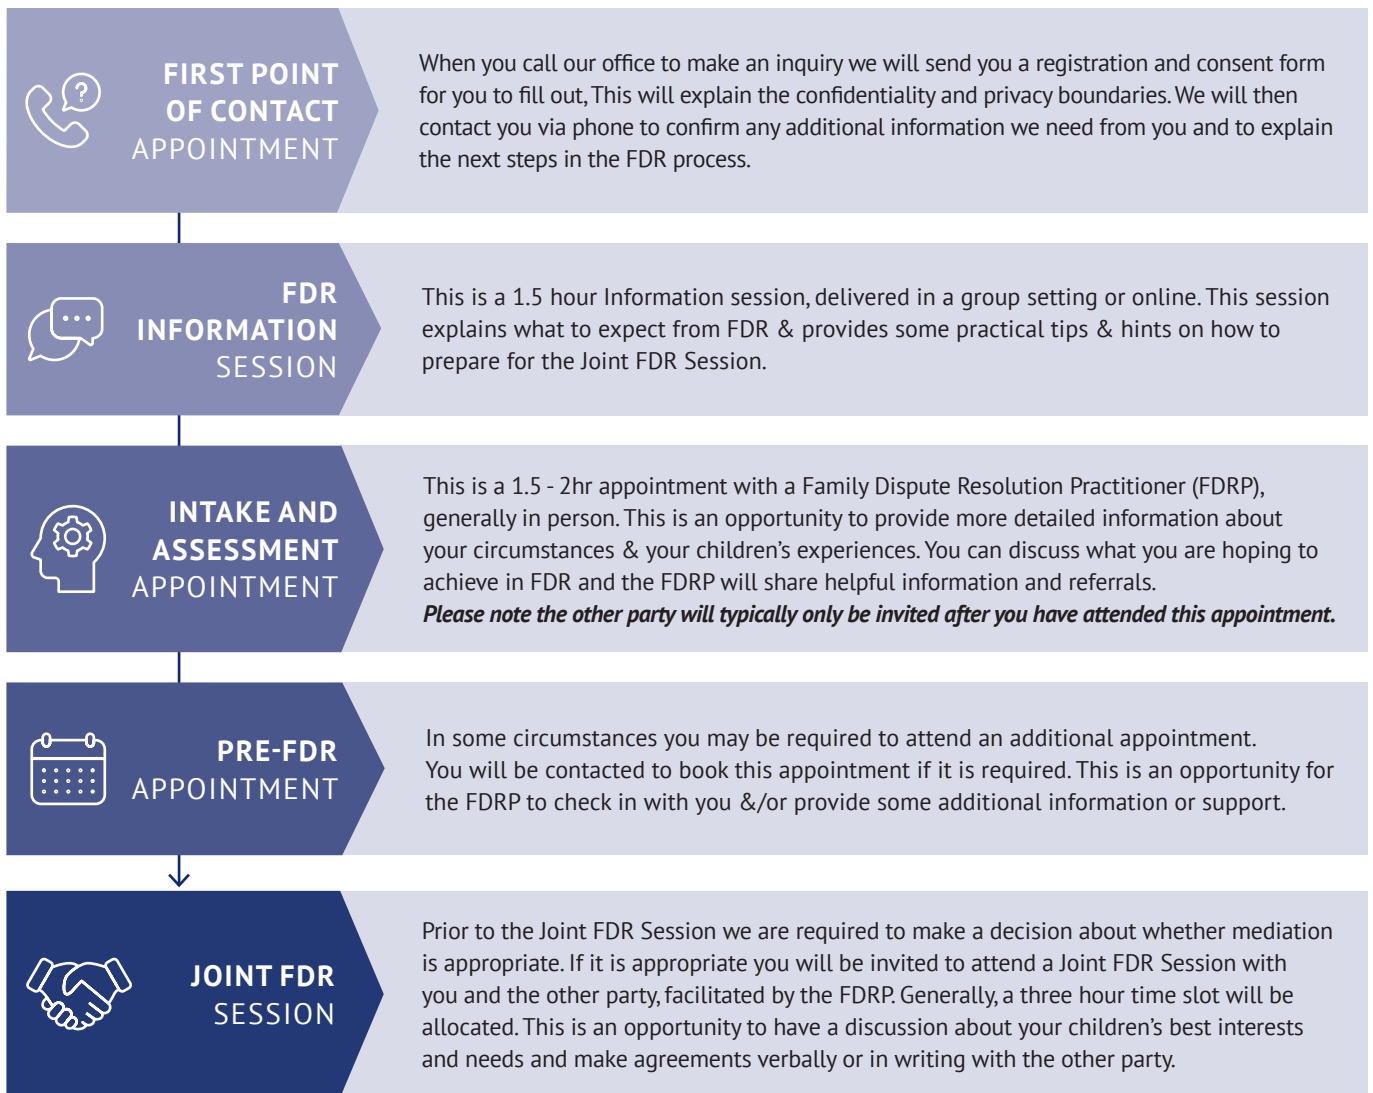 ?
FIRST POINT
OF CONTACT
APPOINTMENT
When you call our office to make an inquiry we will send you a registration and consent form
for you to fill out, This will explain the confidentiality and privacy boundaries. We will then
contact you via phone to confirm any additional information we need from you and to explain
the next steps in the FDR process.
FDR
INFORMATION
SESSION
This is a 1.5 hour Information session, delivered in a group setting or online. This session
explains what to expect from FDR & provides some practical tips & hints on how to
prepare for the Joint FDR Session.
INTAKE AND
ASSESSMENT
APPOINTMENT
This is a 1.5 - 2hr appointment with a Family Dispute Resolution Practitioner (FDRP),
generally in person. This is an opportunity to provide more detailed information about
your circumstances & your children’s experiences. You can discuss what you are hoping to
achieve in FDR and the FDRP will share helpful information and referrals.
Please note the other party will typically only be invited after you have attended this appointment.
PRE-FDR
APPOINTMENT
In some circumstances you may be required to attend an additional appointment.
You will be contacted to book this appointment if it is required. This is an opportunity for
the FDRP to check in with you &/or provide some additional information or support.
JOINT FDR
SESSION
Prior to the Joint FDR Session we are required to make a decision about whether mediation
is appropriate. If it is appropriate you will be invited to attend a Joint FDR Session with
you and the other party, facilitated by the FDRP. Generally, a three hour time slot will be
allocated. This is an opportunity to have a discussion about your children’s best interests
and needs and make agreements verbally or in writing with the other party.